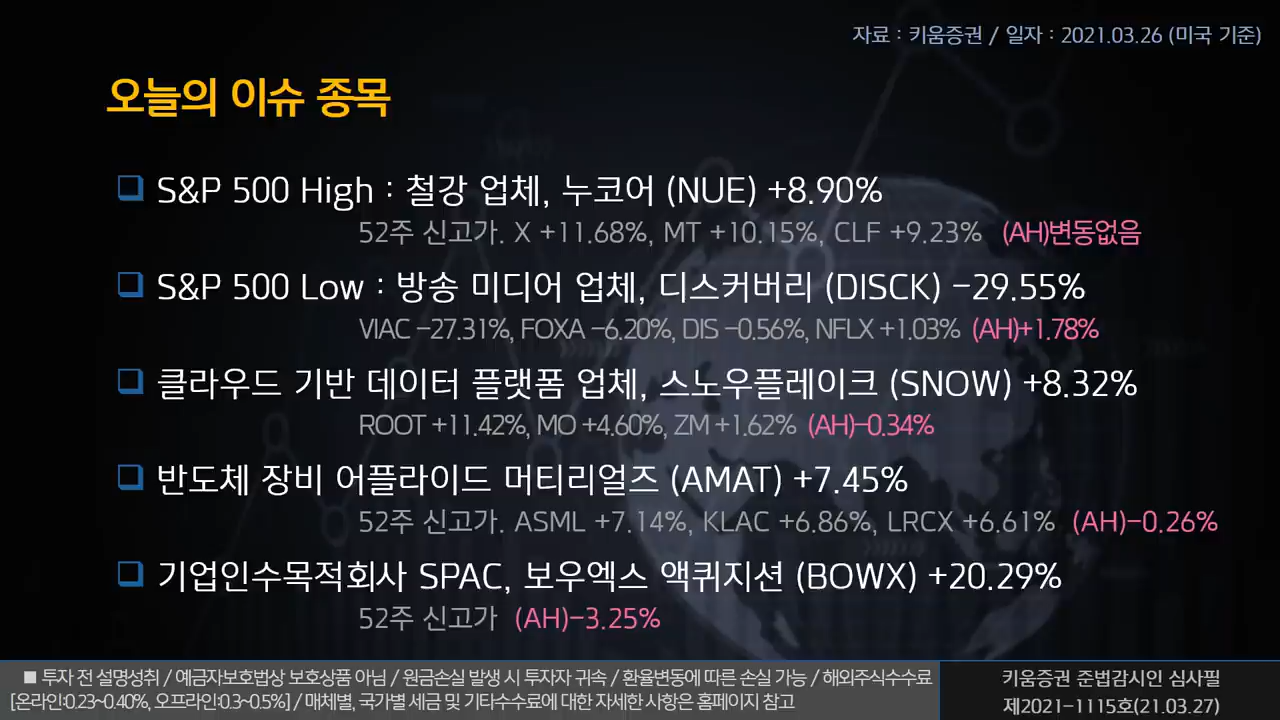 자료 : 키움증권 / 일자 : 2021.03.26 (미국 기준)
오늘의 이슈 종목
❑ S&P 500 High : 철강 업체, 누코어 (NUE) +8.90%
52주 신고가. X +11.68%, MT +10.15%, CLF +9.23% (AH)변동없음
❑ S&P 500 Low : 방송 미디어 업체, 디스커버리 (DISCK) -29.55%
VIAC -27.31%, FOXA -6.20%, DIS -0.56%, NFLX +1.03% (AH)+1.78%
❑ 클라우드 기반 데이터 플랫폼 업체, 스노우플레이크 (SNOW) +8.32%
ROOT +11.42%, MO +4.60%, ZM +1.62% (AH)-0.34%
❑ 반도체 장비 어플라이드 머티리얼즈 (AMAT) +7.45%
52주 신고가. ASML +7.14%, KLAC +6.86%, LRCX +6.61% (AH)-0.26%
❑ 기업인수목적회사 SPAC, 보우엑스 액퀴지션 (BOWX) +20.29%
52주 신고가 (AH)-3.25%
■ 투자 전 설명성취 / 예금자보호법상 보호상품 아님 / 원금손실 발생 시 투자자 귀속 / 환율변동에 따른 손실 가능 / 해외주식수수료
[온라인:0.23~0.40%, 오프라인:0.3~0.5%] / 매체별, 국가별 세금 및 기타수수료에 대한 자세한 사항은 홈페이지 참고
키움증권 준법감시인 심사필
제2021-1115호(21.03.27)